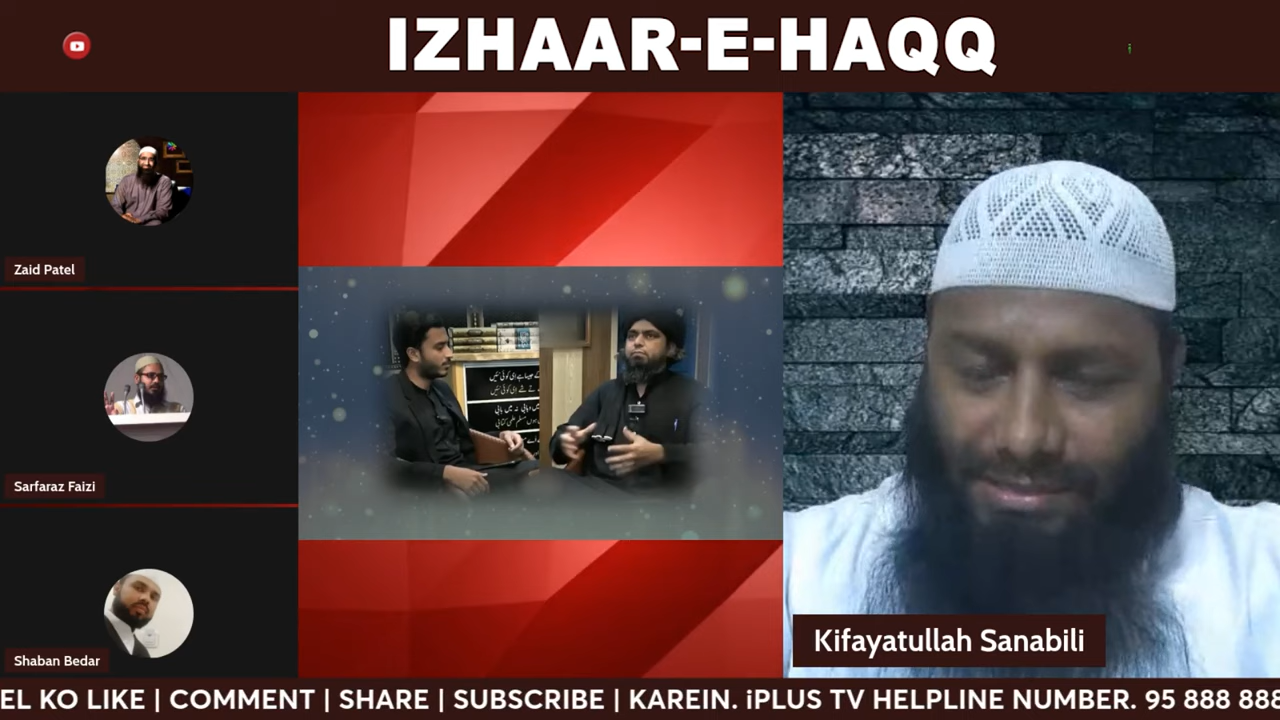 IZHAAR-E-HAQQ
Zaid Patel
Sarfaraz Faizi
Shaban Bedar
Kifayatullah Sanabili
EL KO LIKE | COMMENT | SHARE | SUBSCRIBE | KAREIN. iPLUS TV HELPLINE NUMBER. 95 888 888